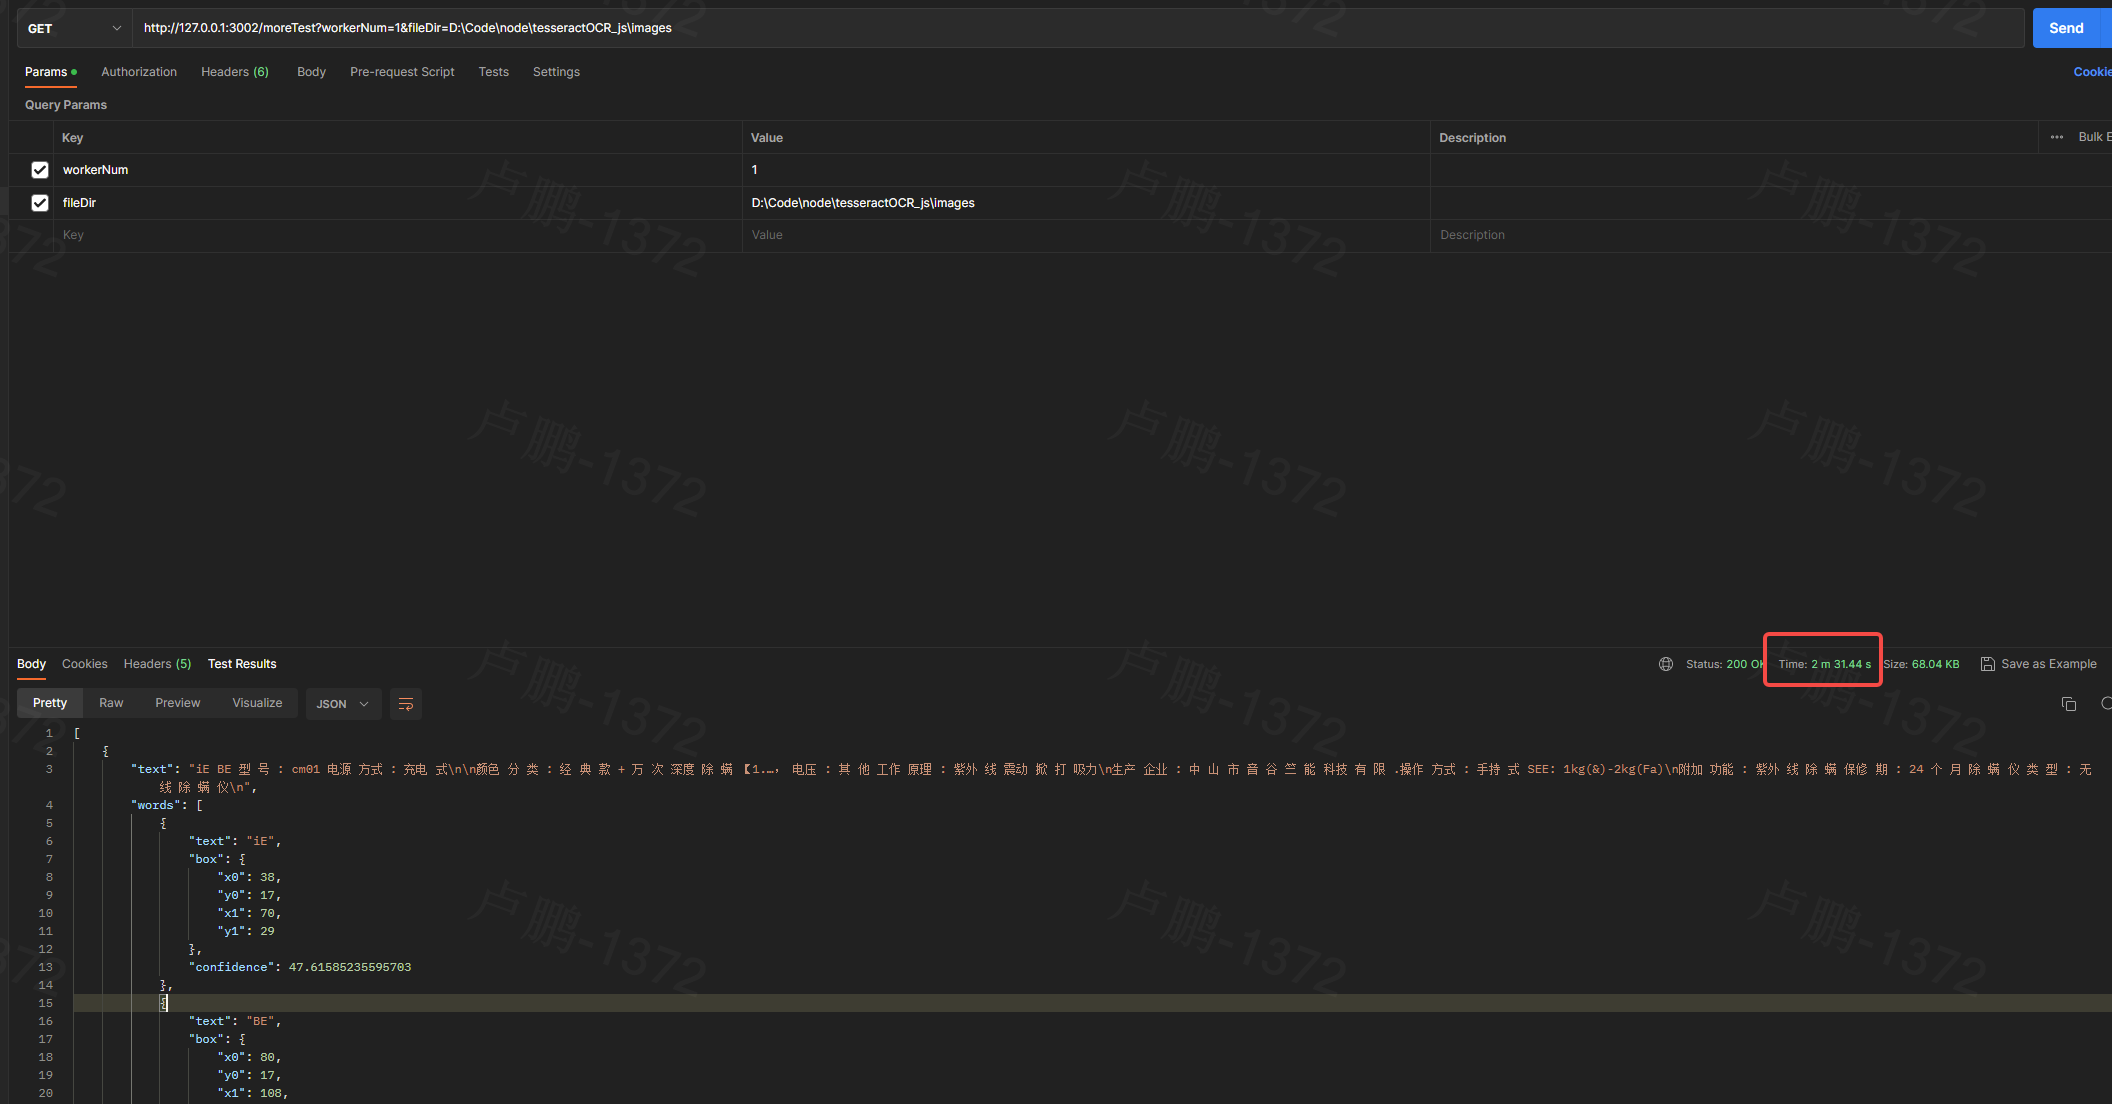 GET
http://127.0.0.1:3002/moreTest?workerNum=1&fileDir=D:\Code\node\tesseractOCR_js\images
Send
Params Authorization Headers (6) Body Pre-request Script Tests Settings
Cookie
Query Params
Key Value Description ••• Bulk E
workerNum 1
fileDir D:\Code\node\tesseractOCR_js\images
Key Value Description
Body Cookies Headers (5) Test Results
Status: 200 OK Time: 2 m 31.44 s Size: 68.04 KB Save as Example
Pretty Raw Preview Visualize JSON
1 [
2 {
3 "text": "iE BE 型 号 : cm01 电源 方式 : 充电 式\n\n颜色 分 类 : 经 典 款 + 万 次 深度 除 螨 【1.…, 电压 : 其 他 工作 原理 : 紫外 线 震动 掀 打 吸力\n生产 企业 : 中 山 市 音 谷 竺 能 科技 有 限 .操作 方式 : 手持 式 SEE: 1kg(&)-2kg(Fa)\n附加 功能 : 紫外 线 除 螨 保修 期 : 24 个 月 除 螨 仪 类 型 : 无
线 除 螨 仪\n",
4 "words": [
5 {
6 "text": "iE",
7 "box": {
8 "x0": 38,
9 "y0": 17,
10 "x1": 70,
11 "y1": 29
12 },
13 "confidence": 47.61585235595703
14 },
15 {
16 "text": "BE",
17 "box": {
18 "x0": 80,
19 "y0": 17,
20 "x1": 108,
卢鹏-1372